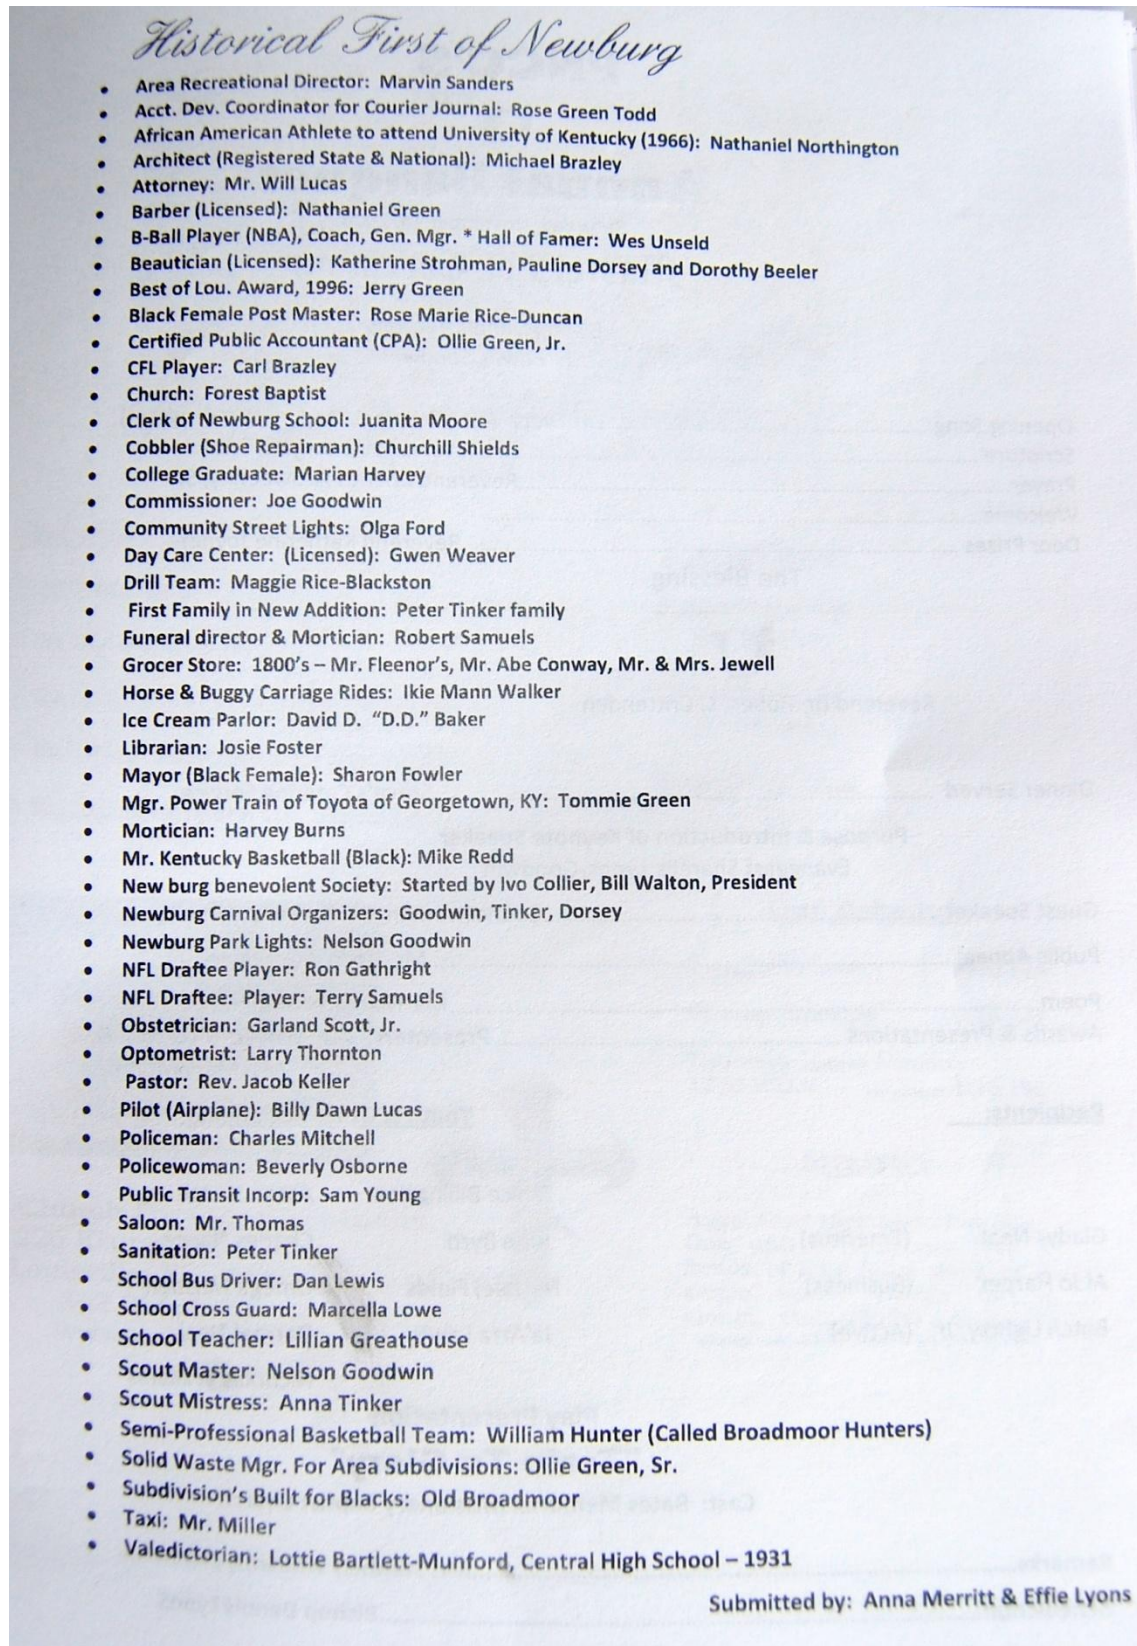 Historical First of Newburg
• Area Recreational Director: Marvin Sanders
• Acct. Dev. Coordinator for Courier Journal: Rose Green Todd
• African American Athlete to attend University of Kentucky (1966): Nathaniel Northington
• Architect (Registered State & National): Michael Brazley
• Attorney: Mr. Will Lucas
• Barber (Licensed): Nathaniel Green
• B-Ball Player (NBA), Coach, Gen. Mgr. * Hall of Famer: Wes Unseld
• Beautician (Licensed): Katherine Strohman, Pauline Dorsey and Dorothy Beeler
• Best of Lou. Award, 1996: Jerry Green
• Black Female Post Master: Rose Marie Rice-Duncan
• Certified Public Accountant (CPA): Ollie Green, Jr.
• CFL Player: Carl Brazley
• Church: Forest Baptist
• Clerk of Newburg School: Juanita Moore
• Cobbler (Shoe Repairman): Churchill Shields
• College Graduate: Marian Harvey
• Commissioner: Joe Goodwin
• Community Street Lights: Olga Ford
• Day Care Center: (Licensed): Gwen Weaver
• Drill Team: Maggie Rice-Blackston
• First Family in New Addition: Peter Tinker family
• Funeral director & Mortician: Robert Samuels
• Grocer Store: 1800's – Mr. Fleenor's, Mr. Abe Conway, Mr. & Mrs. Jewell
• Horse & Buggy Carriage Rides: Ikie Mann Walker
• Ice Cream Parlor: David D. "D.D." Baker
• Librarian: Josie Foster
• Mayor (Black Female): Sharon Fowler
• Mgr. Power Train of Toyota of Georgetown, KY: Tommie Green
• Mortician: Harvey Burns
• Mr. Kentucky Basketball (Black): Mike Redd
• New burg benevolent Society: Started by Ivo Collier, Bill Walton, President
• Newburg Carnival Organizers: Goodwin, Tinker, Dorsey
• Newburg Park Lights: Nelson Goodwin
• NFL Draftee Player: Ron Gathright
• NFL Draftee: Player: Terry Samuels
• Obstetrician: Garland Scott, Jr.
• Optometrist: Larry Thornton
• Pastor: Rev. Jacob Keller
• Pilot (Airplane): Billy Dawn Lucas
• Policeman: Charles Mitchell
• Policewoman: Beverly Osborne
• Public Transit Incorp: Sam Young
• Saloon: Mr. Thomas
• Sanitation: Peter Tinker
• School Bus Driver: Dan Lewis
• School Cross Guard: Marcella Lowe
• School Teacher: Lillian Greathouse
• Scout Master: Nelson Goodwin
• Scout Mistress: Anna Tinker
• Semi-Professional Basketball Team: William Hunter (Called Broadmoor Hunters)
• Solid Waste Mgr. For Area Subdivisions: Ollie Green, Sr.
• Subdivision's Built for Blacks: Old Broadmoor
• Taxi: Mr. Miller
• Valedictorian: Lottie Bartlett-Munford, Central High School – 1931
Submitted by: Anna Merritt & Effie Lyons